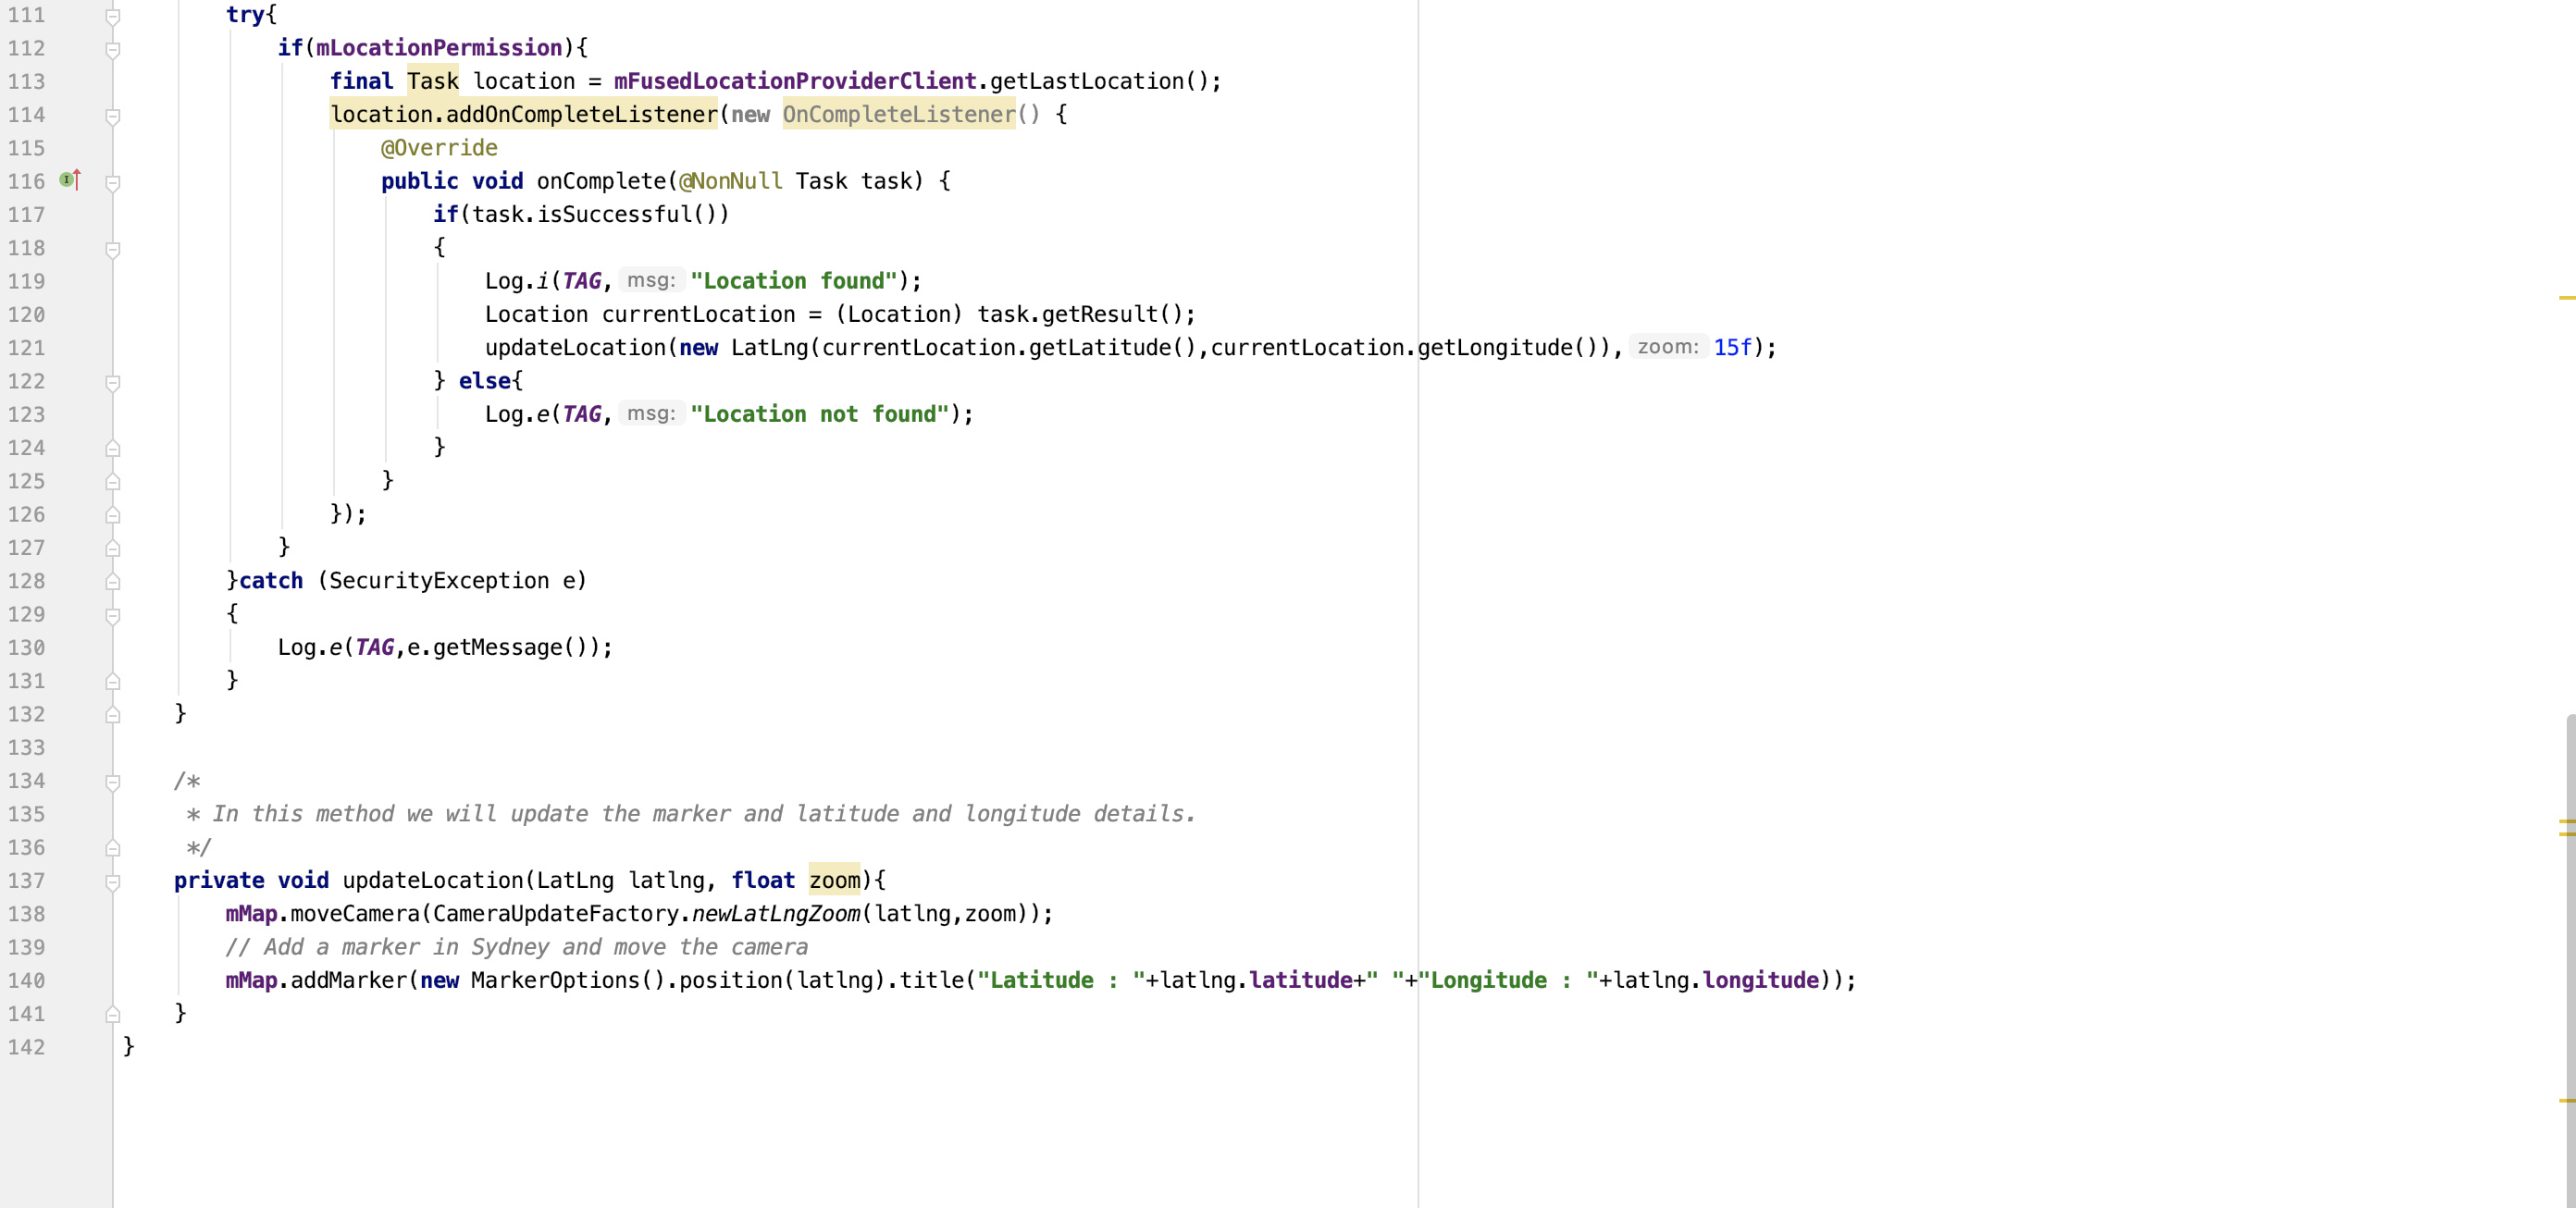 111 try{
112 if(mLocationPermission){
113 final Task location = mFusedLocationProviderClient.getLastLocation();
114 location.addOnCompleteListener(new OnCompleteListener() {
115 @Override
116 public void onComplete(@NonNull Task task) {
117 if(task.isSuccessful())
118 {
119 Log.i(TAG, msg: "Location found");
120 Location currentLocation = (Location) task.getResult();
121 updateLocation(new LatLng(currentLocation.getLatitude(),currentLocation.getLongitude()), zoom: 15f);
122 } else{
123 Log.e(TAG, msg: "Location not found");
124 }
125 }
126 });
127 }
128 }catch (SecurityException e)
129 {
130 Log.e(TAG,e.getMessage());
131 }
132 }
133
134 /*
135 * In this method we will update the marker and latitude and longitude details.
136 */
137 private void updateLocation(LatLng latlng, float zoom){
138 mMap.moveCamera(CameraUpdateFactory.newLatLngZoom(latlng,zoom));
139 // Add a marker in Sydney and move the camera
140 mMap.addMarker(new MarkerOptions().position(latlng).title("Latitude : "+latlng.latitude+" "+"Longitude : "+latlng.longitude));
141 }
142 }